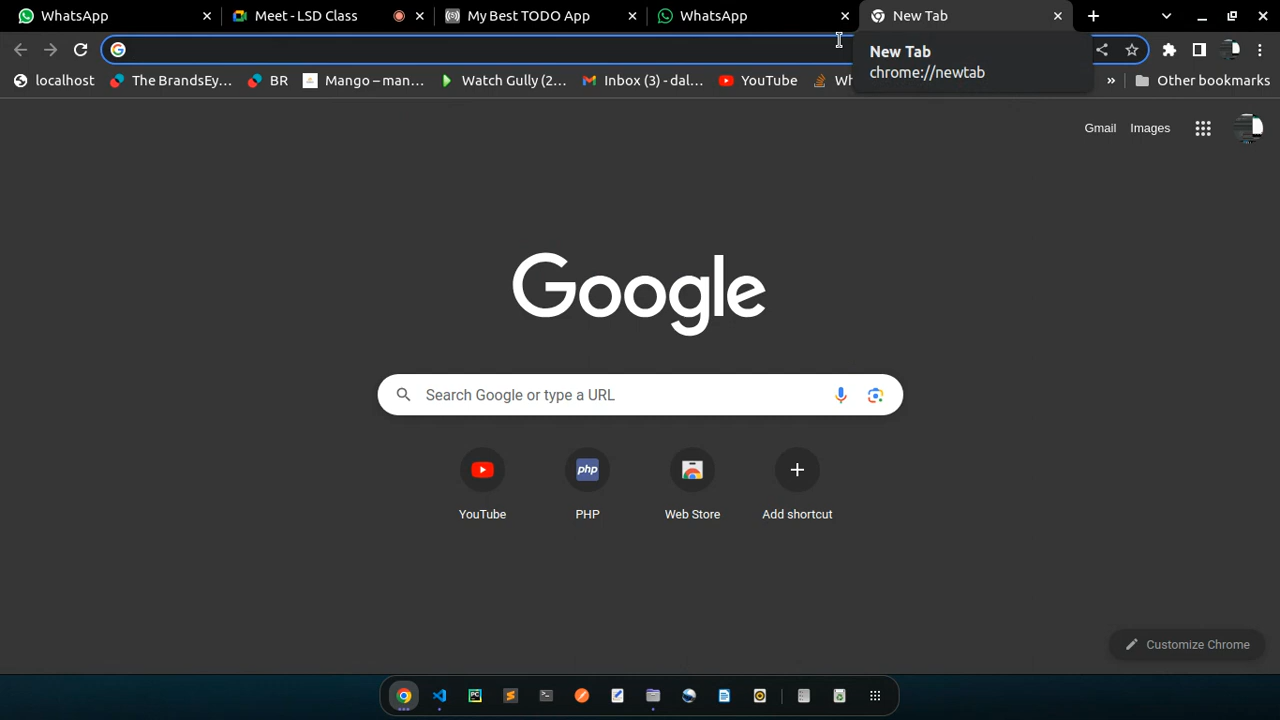 WhatsApp
Meet - LSD Class
My Best TODO App
WhatsApp
New Tab
New Tab
chrome://newtab
localhost
The BrandsEy...
BR
Mango – man...
Watch Gully (2...
Inbox (3) - dal...
YouTube
Wh
»
Other bookmarks
Gmail
Images
Google
Search Google or type a URL
php
YouTube
PHP
Web Store
Add shortcut
Customize Chrome
PC